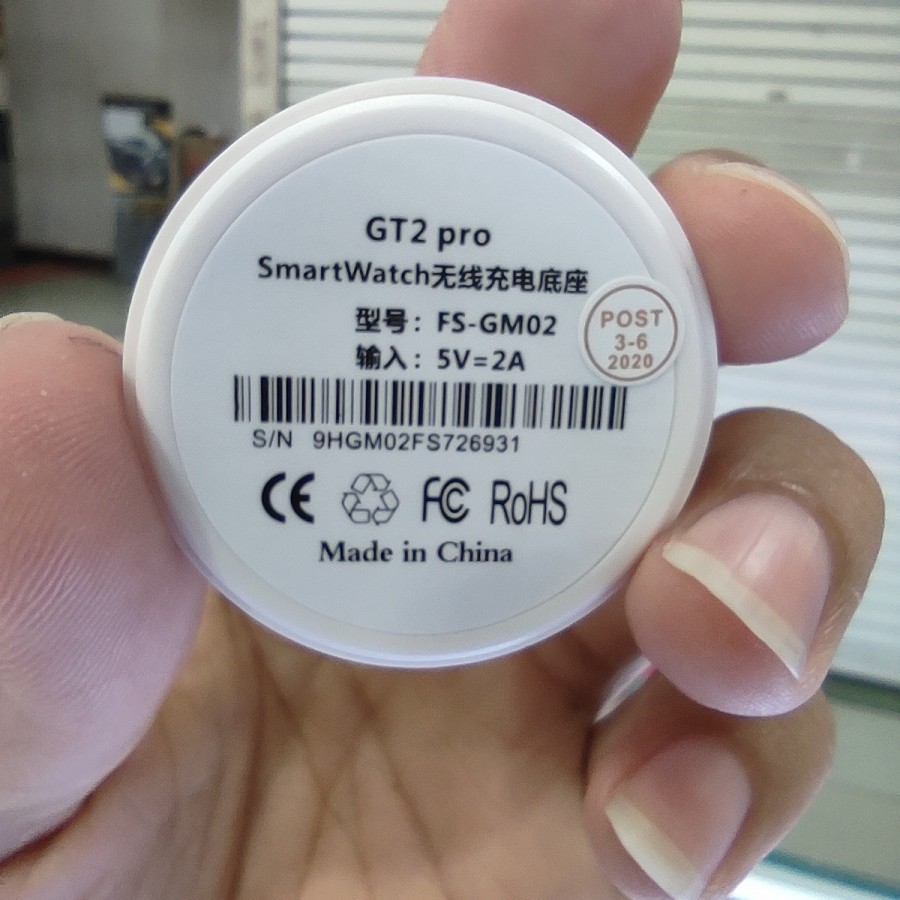 GT2 pro
SmartWatch无线充电底座
型号：FS-GM02
输入：5V=2A
POST
3-6
2020
S/N 9HGM02FS726931
CE FC RoHS
Made in China